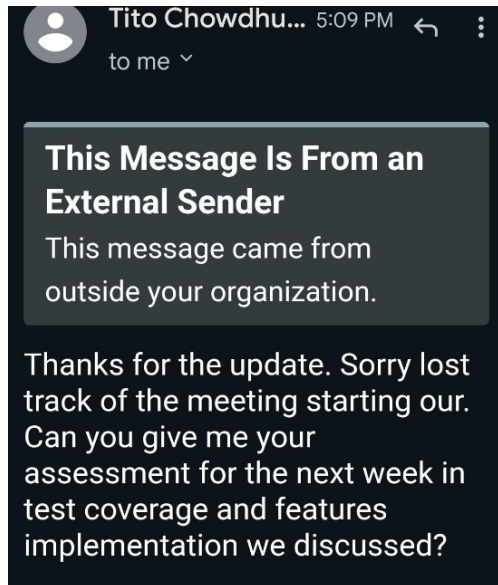 Tito Chowdhu... 5:09 PM
to me
This Message Is From an
External Sender
This message came from
outside your organization.
Thanks for the update. Sorry lost
track of the meeting starting our.
Can you give me your
assessment for the next week in
test coverage and features
implementation we discussed?